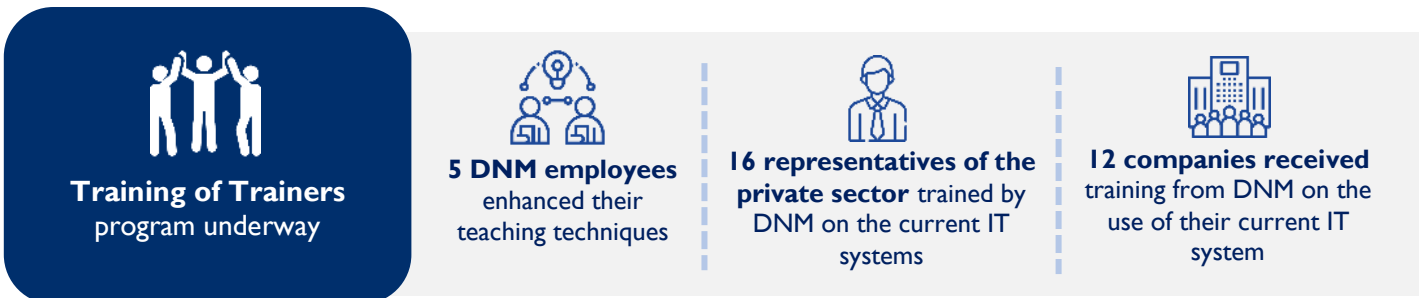 Training of Trainers
program underway
5 DNM employees
enhanced their
teaching techniques
16 representatives of the
private sector trained by
DNM on the current IT
systems
12 companies received
training from DNM on the
use of their current IT
system